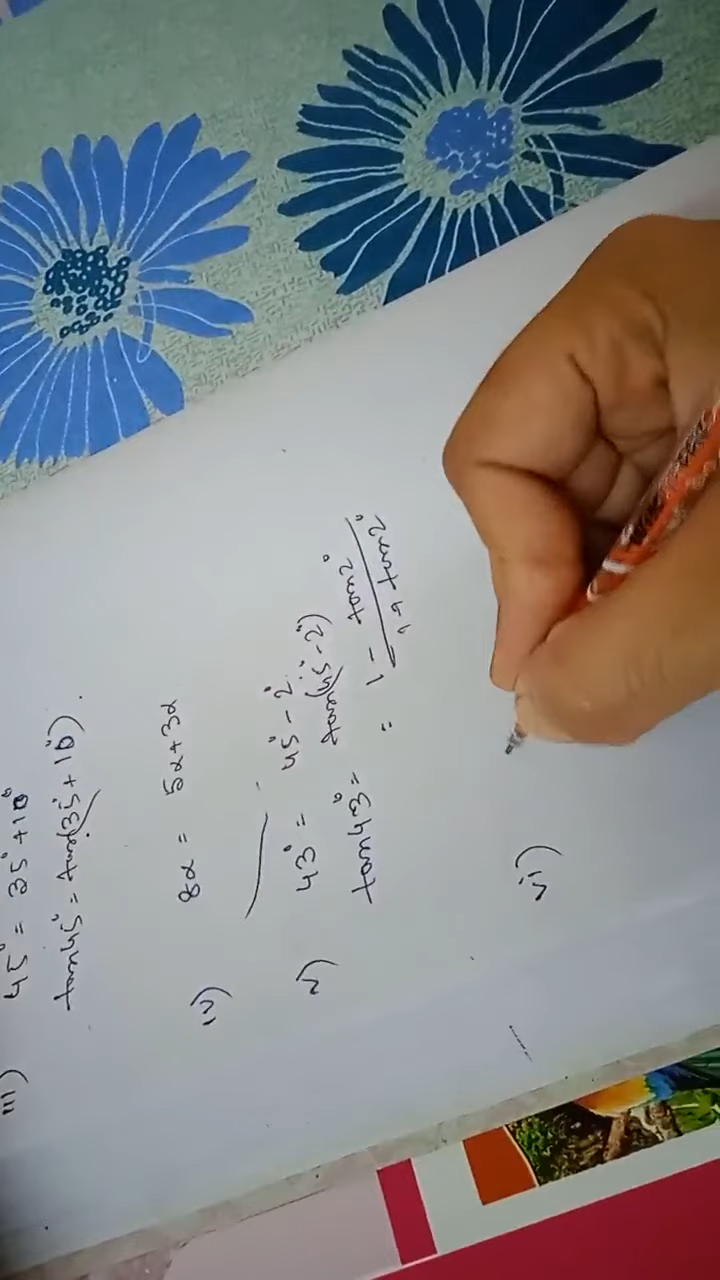 iii) 45° = 35° + 10°
tan45° = tan(35° + 10°).
iv) 8α = 5α + 3α
v) 43° = 45° - 2°
tan43° = tan(45° - 2°)
= 1 - tan2°
1 + tan2°
vi)